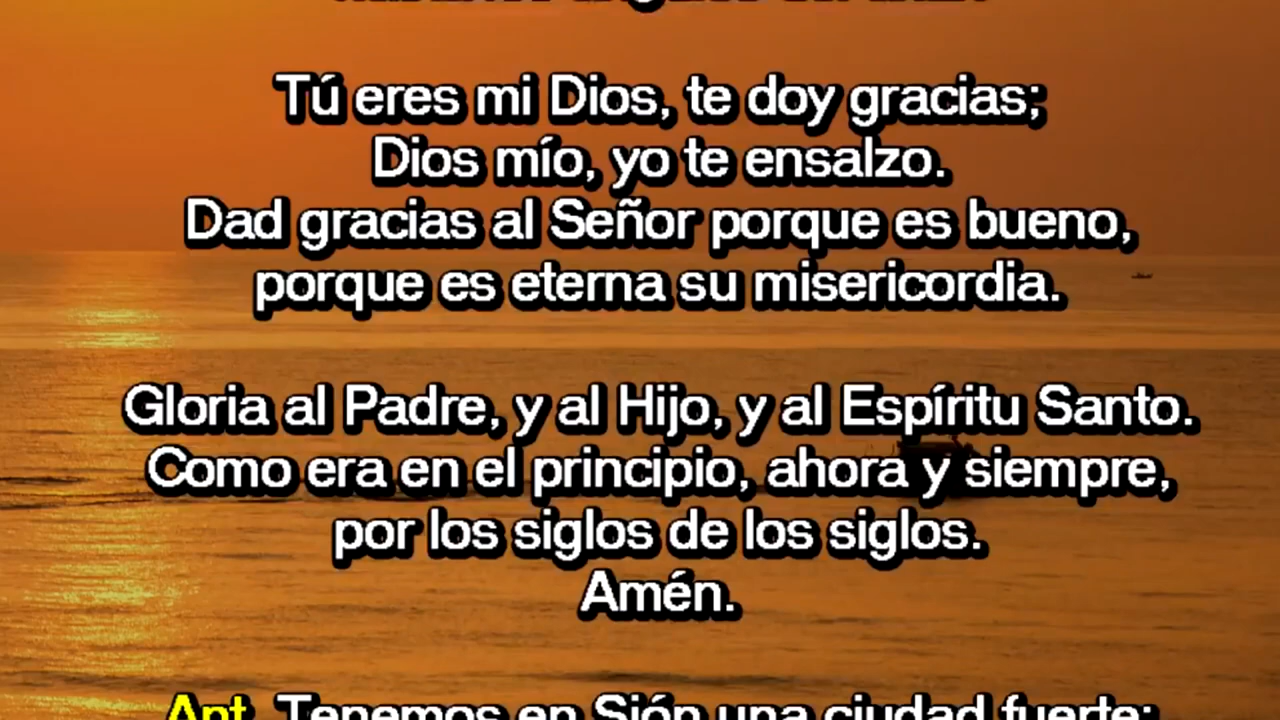 Tú eres mi Dios, te doy gracias;
Dios mío, yo te ensalzo.
Dad gracias al Señor porque es bueno,
porque es eterna su misericordia.
Gloria al Padre, y al Hijo, y al Espíritu Santo.
Como era en el principio, ahora y siempre,
por los siglos de los siglos.
Amén.
Ant. Tenemos en Sión una ciudad fuerte: